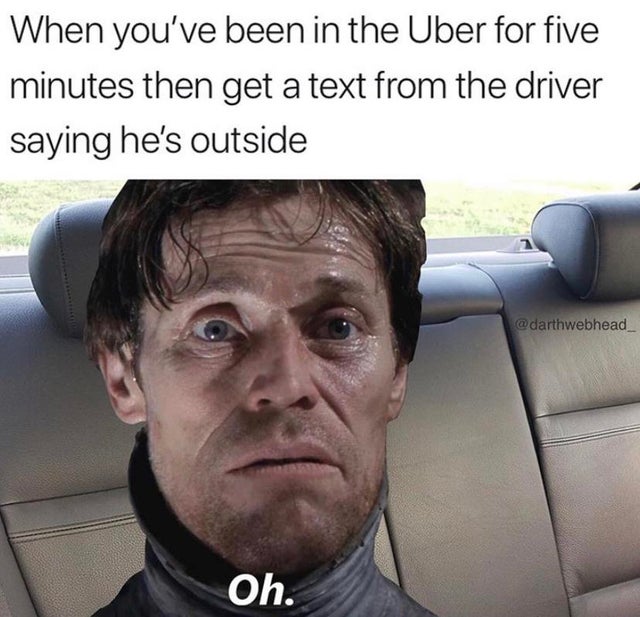 When you've been in the Uber for five
minutes then get a text from the driver
saying he's outside
@darthwebhead_
Oh.